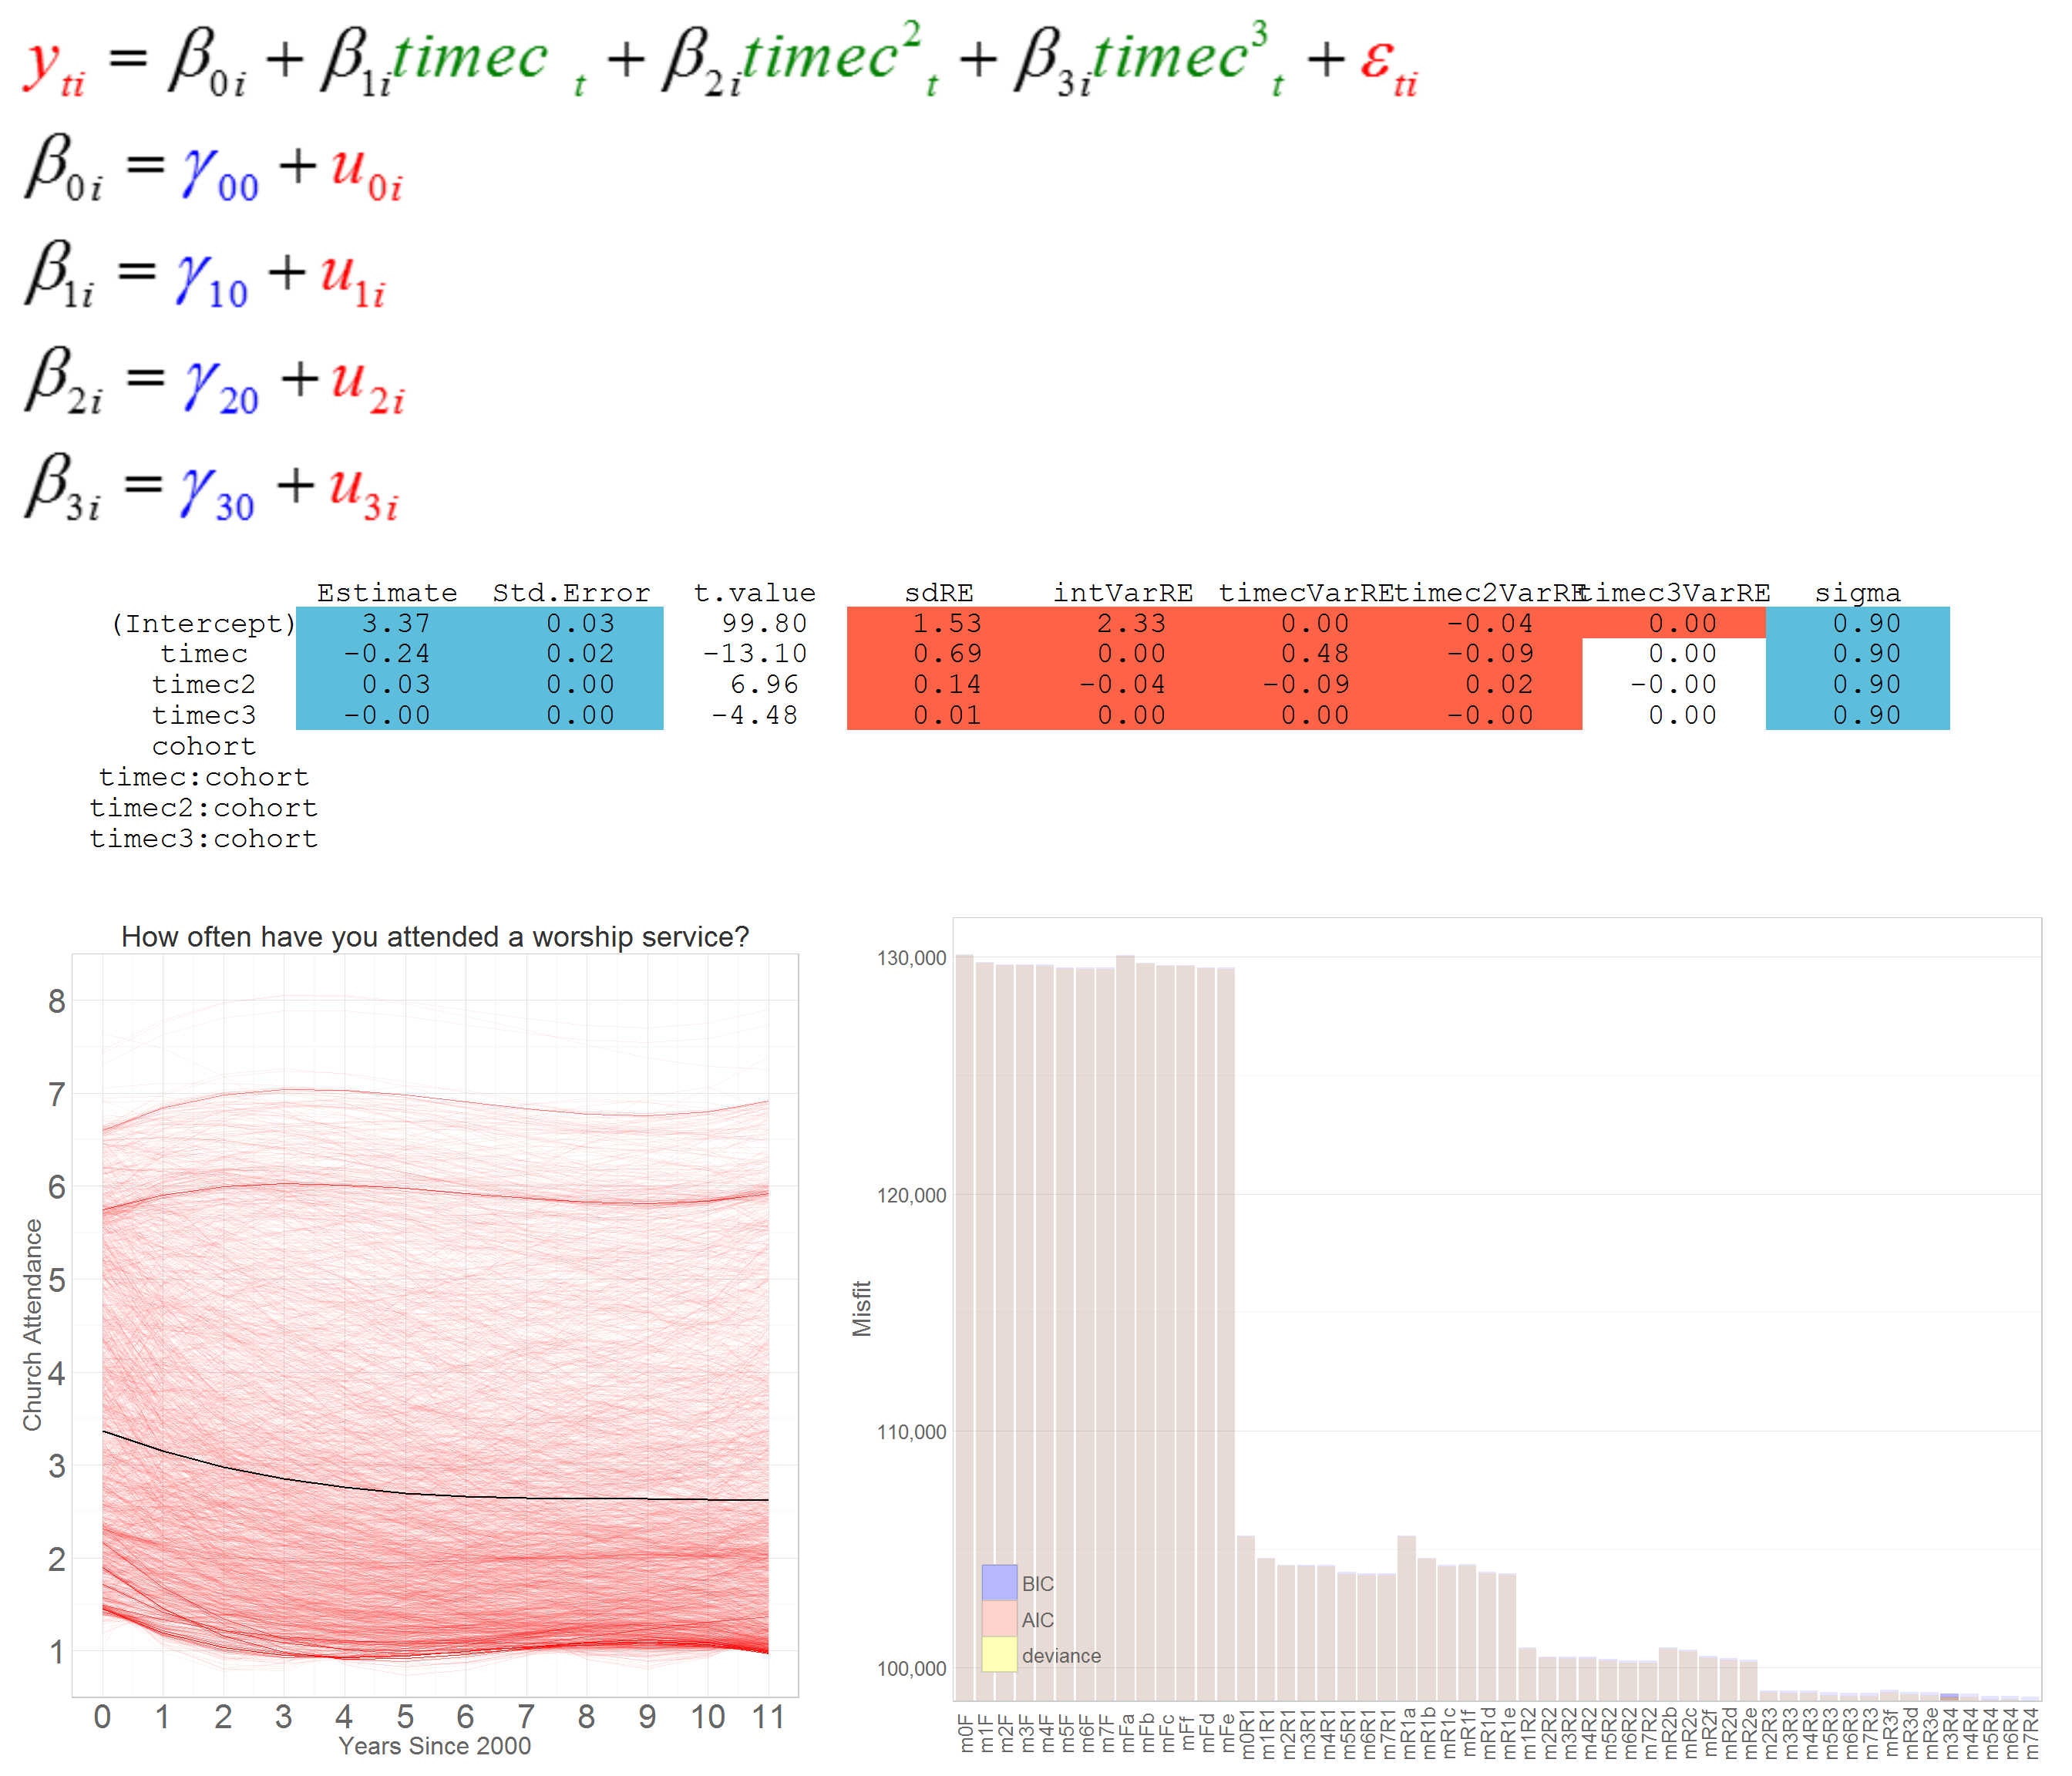 y_ti = β_0i + β_1i timec_t + β_2i timec²_t + β_3i timec³_t + ε_ti
β_0i = γ_00 + u_0i
β_1i = γ_10 + u_1i
β_2i = γ_20 + u_2i
β_3i = γ_30 + u_3i
Estimate Std.Error t.value sdRE intVarRE timecVarRE timec2VarRE timec3VarRE sigma
(Intercept) 3.37 0.03 99.80 1.53 2.33 0.00 -0.04 0.00 0.90
timec -0.24 0.02 -13.10 0.69 0.00 0.48 -0.09 0.00 0.90
timec2 0.03 0.00 6.96 0.14 -0.04 -0.09 0.02 -0.00 0.90
timec3 -0.00 0.00 -4.48 0.01 0.00 0.00 -0.00 0.00 0.90
cohort
timec:cohort
timec2:cohort
timec3:cohort
How often have you attended a worship service?
Church Attendance
8
7
6
5
4
3
2
1
0 1 2 3 4 5 6 7 8 9 10 11
Years Since 2000
Misfit
130,000
120,000
110,000
100,000
BIC
AIC
deviance
m0F m1F m2F m3F m4F m5F m6F m7F mFa mFb mFc mFf mFd mFe m0R1 m1R1 m2R1 m3R1 m4R1 m5R1 m6R1 m7R1 mR1a mR1b mR1c mR1f mR1d mR1e m1R2 m2R2 m3R2 m4R2 m5R2 m6R2 m7R2 mR2b mR2c mR2f mR2d mR2e m2R3 m3R3 m4R3 m5R3 m6R3 m7R3 mR3f mR3d mR3e m3R4 m4R4 m5R4 m6R4 m7R4